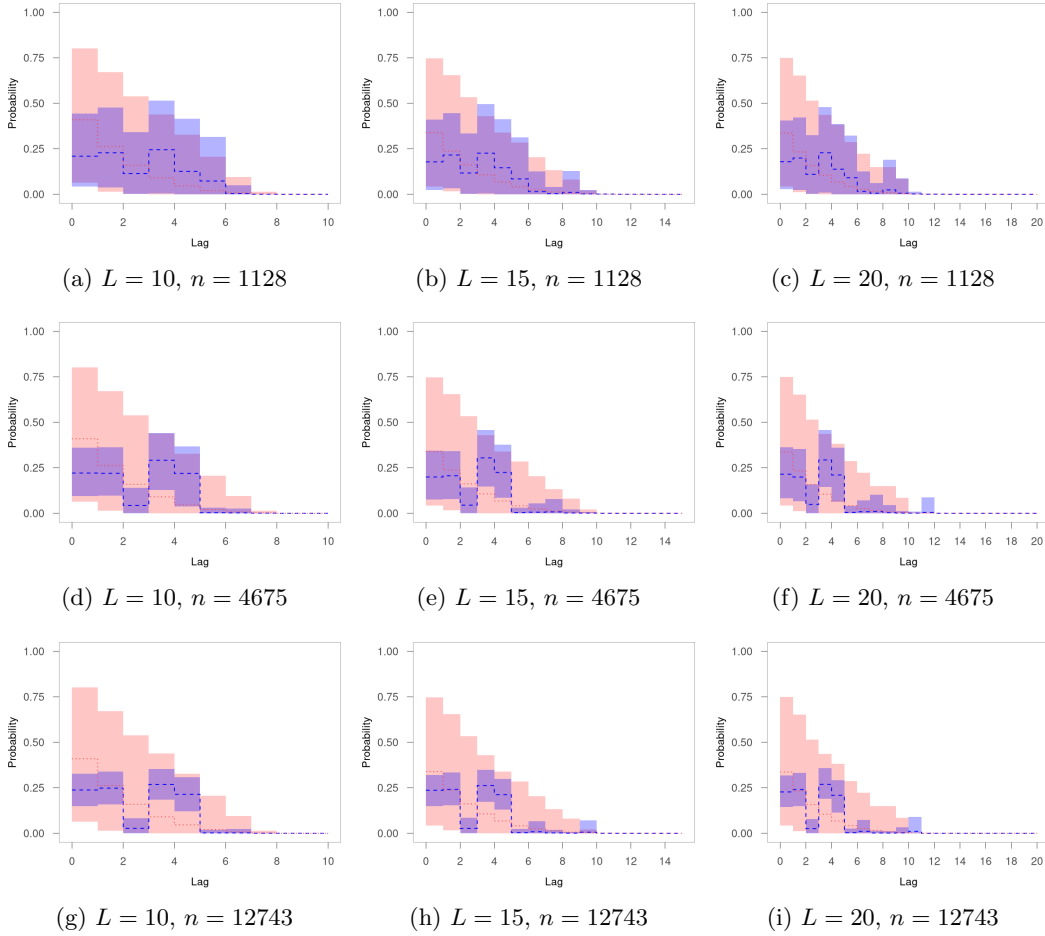 1.00 1.00 1.00
0.75 0.75 0.75
Probability Probability Probability
0.50 0.50 0.50
0.25 0.25 0.25
0.00 0.00 0.00
0 2 4 6 8 10 0 2 4 6 8 10 12 14 0 2 4 6 8 10 12 14 16 18 20
Lag Lag Lag
(a) L = 10, n = 1128 (b) L = 15, n = 1128 (c) L = 20, n = 1128
1.00 1.00 1.00
0.75 0.75 0.75
Probability Probability Probability
0.50 0.50 0.50
0.25 0.25 0.25
0.00 0.00 0.00
0 2 4 6 8 10 0 2 4 6 8 10 12 14 0 2 4 6 8 10 12 14 16 18 20
Lag Lag Lag
(d) L = 10, n = 4675 (e) L = 15, n = 4675 (f) L = 20, n = 4675
1.00 1.00 1.00
0.75 0.75 0.75
Probability Probability Probability
0.50 0.50 0.50
0.25 0.25 0.25
0.00 0.00 0.00
0 2 4 6 8 10 0 2 4 6 8 10 12 14 0 2 4 6 8 10 12 14 16 18 20
Lag Lag Lag
(g) L = 10, n = 12743 (h) L = 15, n = 12743 (i) L = 20, n = 12743